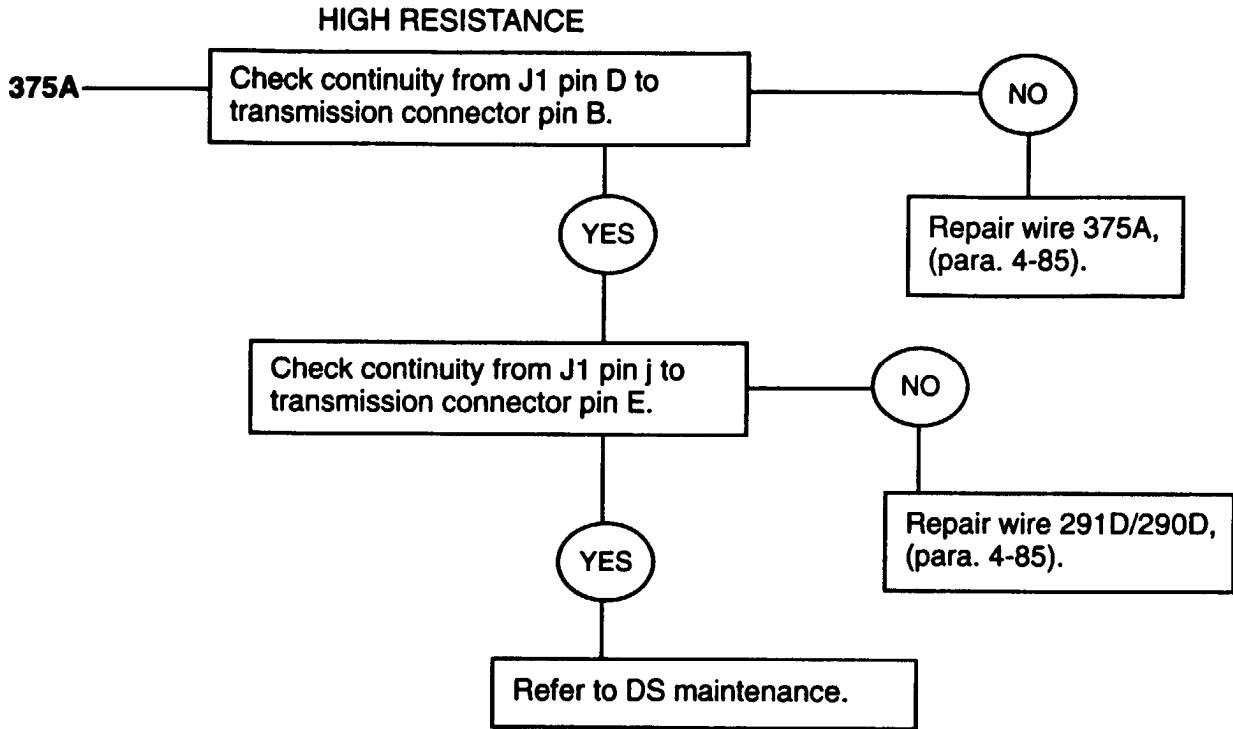 HIGH RESISTANCE
375A
Check continuity from J1 pin D to
transmission connector pin B.
NO
YES
Repair wire 375A,
(para. 4-85).
Check continuity from J1 pin j to
transmission connector pin E.
NO
YES
Repair wire 291D/290D,
(para. 4-85).
Refer to DS maintenance.